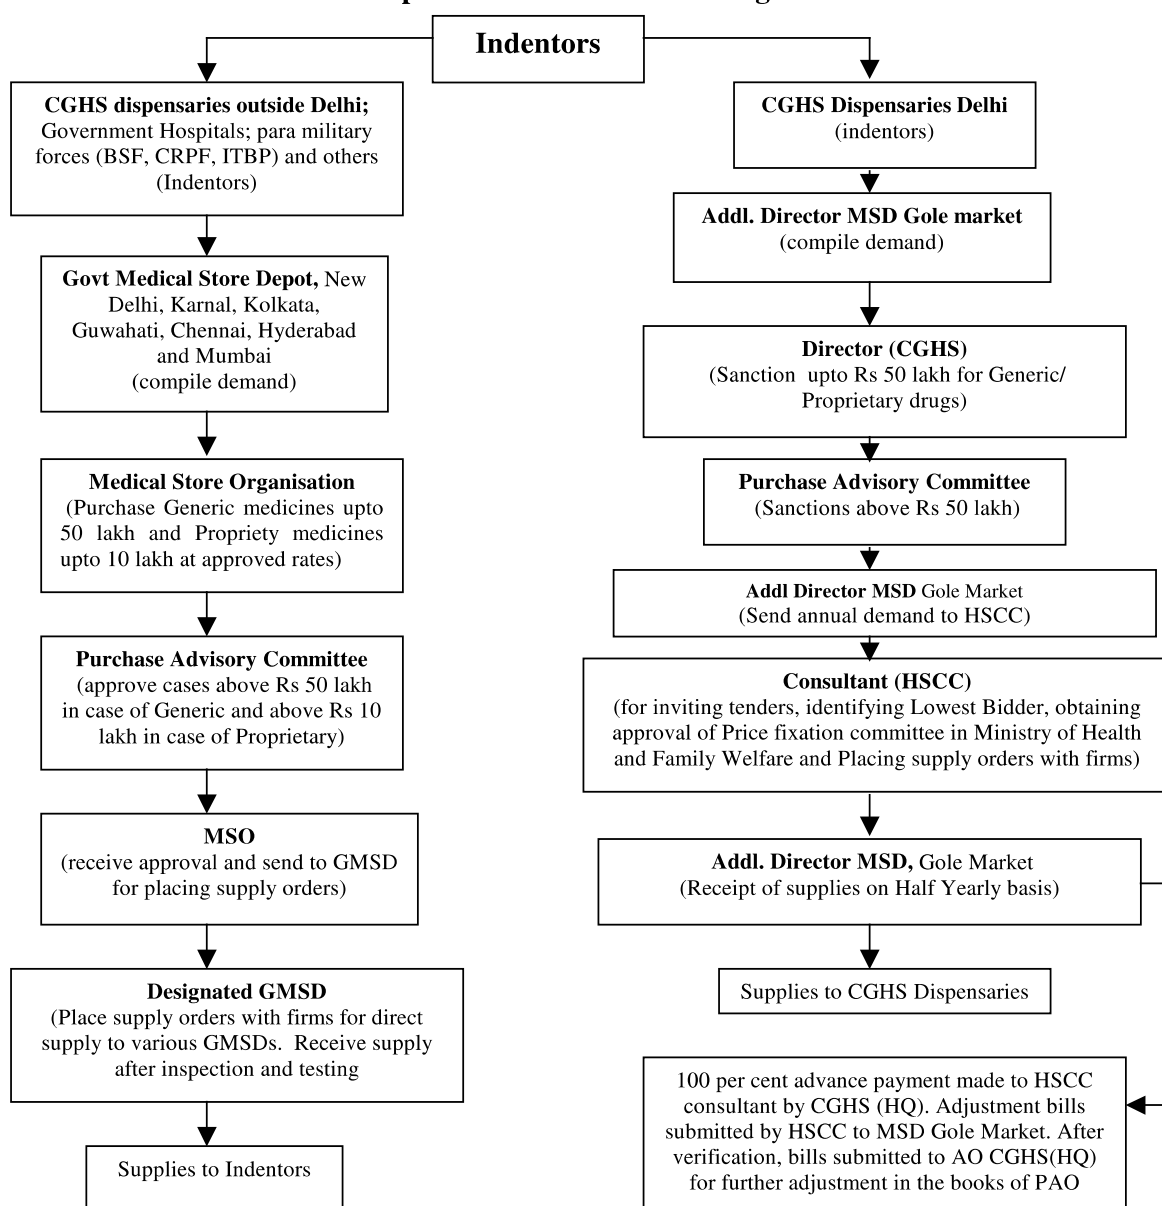 Indentors
CGHS dispensaries outside Delhi;
Government Hospitals; para military
forces (BSF, CRPF, ITBP) and others
(Indentors)
Govt Medical Store Depot, New
Delhi, Karnal, Kolkata,
Guwahati, Chennai, Hyderabad
and Mumbai
(compile demand)
Medical Store Organisation
(Purchase Generic medicines upto
50 lakh and Propriety medicines
upto 10 lakh at approved rates)
Purchase Advisory Committee
(approve cases above Rs 50 lakh
in case of Generic and above Rs 10
lakh in case of Proprietary)
MSO
(receive approval and send to GMSD
for placing supply orders)
Designated GMSD
(Place supply orders with firms for direct
supply to various GMSDs. Receive supply
after inspection and testing
Supplies to Indentors
CGHS Dispensaries Delhi
(indentors)
Addl. Director MSD Gole market
(compile demand)
Director (CGHS)
(Sanction upto Rs 50 lakh for Generic/
Proprietary drugs)
Purchase Advisory Committee
(Sanctions above Rs 50 lakh)
Addl Director MSD Gole Market
(Send annual demand to HSCC)
Consultant (HSCC)
(for inviting tenders, identifying Lowest Bidder, obtaining
approval of Price fixation committee in Ministry of Health
and Family Welfare and Placing supply orders with firms)
Addl. Director MSD, Gole Market
(Receipt of supplies on Half Yearly basis)
Supplies to CGHS Dispensaries
100 per cent advance payment made to HSCC
consultant by CGHS (HQ). Adjustment bills
submitted by HSCC to MSD Gole Market. After
verification, bills submitted to AO CGHS(HQ)
for further adjustment in the books of PAO